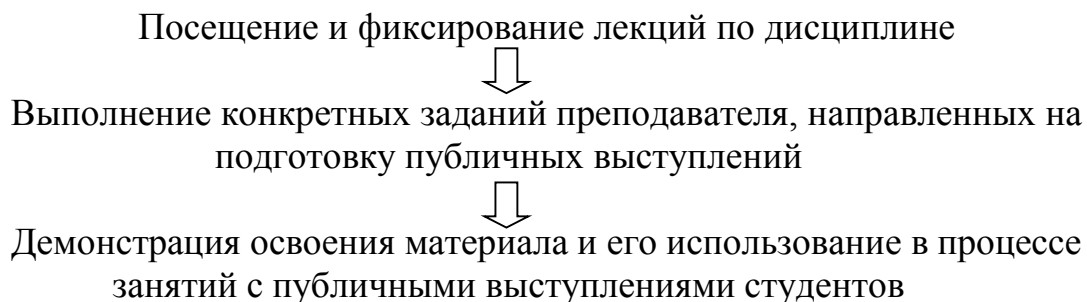 Посещение и фиксирование лекций по дисциплине
Выполнение конкретных заданий преподавателя, направленных на
подготовку публичных выступлений
Демонстрация освоения материала и его использование в процессе
занятий с публичными выступлениями студентов